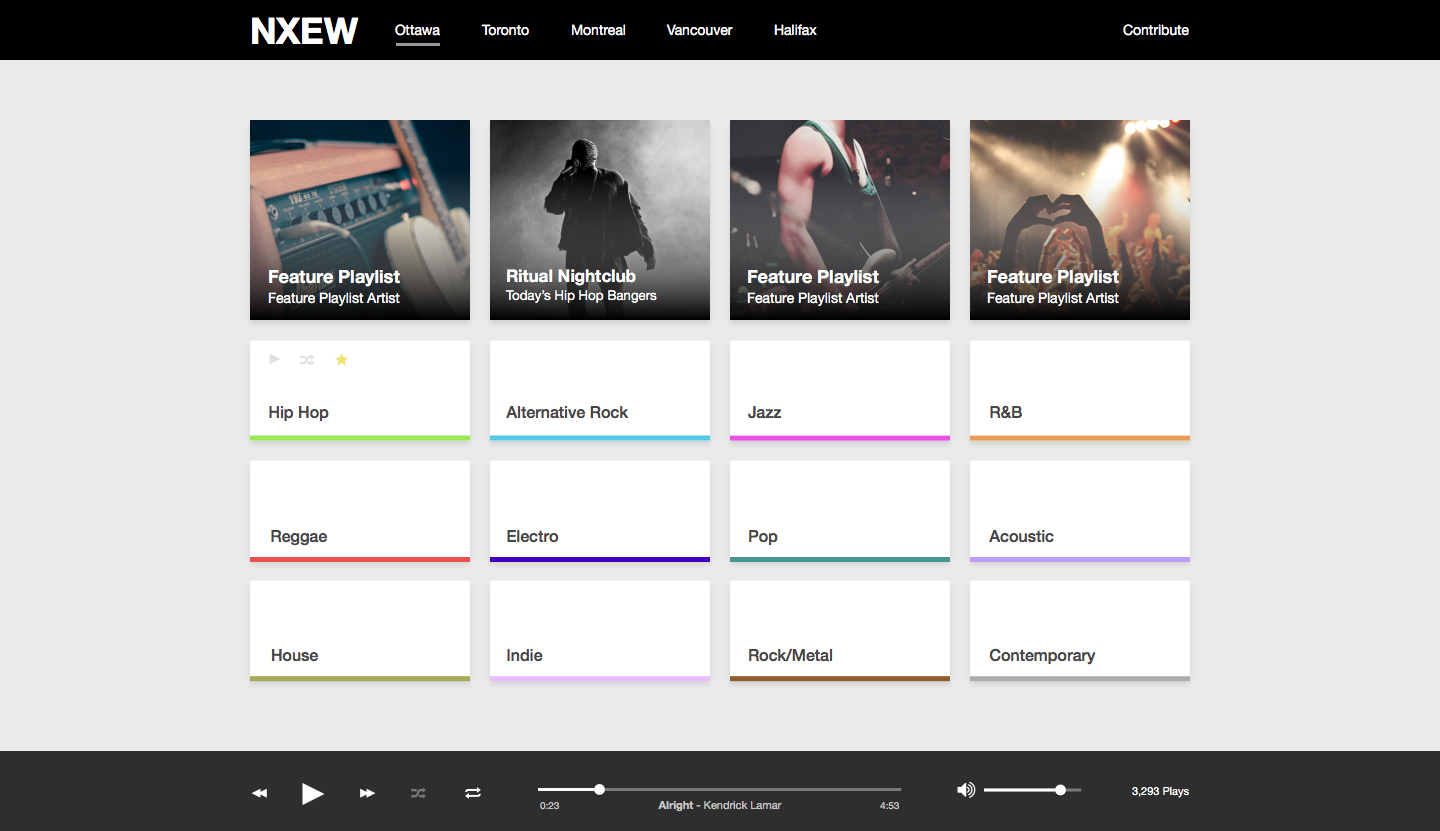 NXEW
Ottawa
Toronto
Montreal
Vancouver
Halifax
Contribute
Feature Playlist
Feature Playlist Artist
Ritual Nightclub
Today's Hip Hop Bangers
Feature Playlist
Feature Playlist Artist
Feature Playlist
Feature Playlist Artist
Hip Hop
Alternative Rock
Jazz
R&B
Reggae
Electro
Pop
Acoustic
House
Indie
Rock/Metal
Contemporary
0:23
Alright - Kendrick Lamar
4:53
3,293 Plays